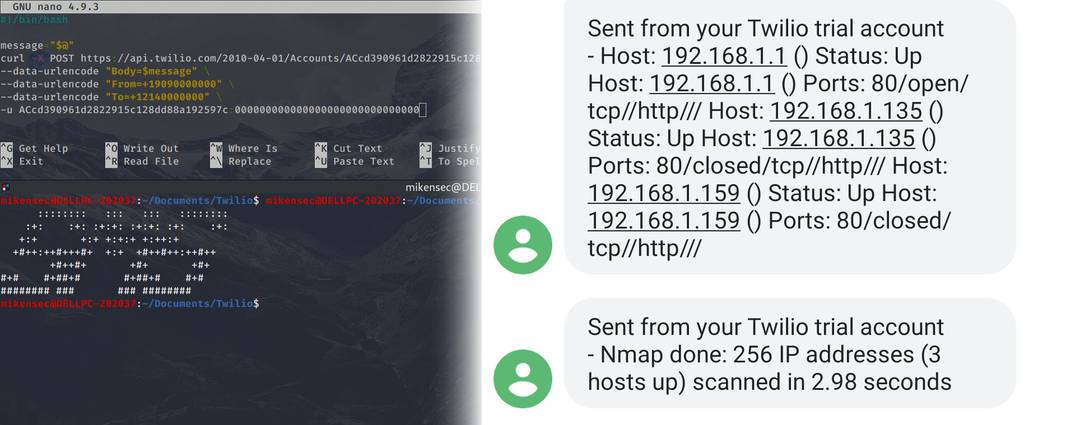 GNU nano 4.9.3
#!/bin/bash
message="$@"
curl -X POST https://api.twilio.com/2010-04-01/Accounts/ACcd390961d2822915c128
--data-urlencode "Body=$message" \
--data-urlencode "From=+19090000000" \
--data-urlencode "To=+12140000000" \
-u ACcd390961d2822915c128dd88a192597c:00000000000000000000000000000000
^G Get Help ^O Write Out ^W Where Is ^K Cut Text ^J Justify
^X Exit ^R Read File ^\ Replace ^U Paste Text ^T To Spel
mikensec@DEL
mikensec@DELLPC-202037:~/Documents/Twilio$ mikensec@DELLPC-202037:~/Documents
mikensec@DELLPC-202037:~/Documents/Twilio$
Sent from your Twilio trial account
- Host: 192.168.1.1 () Status: Up
Host: 192.168.1.1 () Ports: 80/open/
tcp//http/// Host: 192.168.1.135 ()
Status: Up Host: 192.168.1.135 ()
Ports: 80/closed/tcp//http/// Host:
192.168.1.159 () Status: Up Host:
192.168.1.159 () Ports: 80/closed/
tcp//http///
Sent from your Twilio trial account
- Nmap done: 256 IP addresses (3
hosts up) scanned in 2.98 seconds